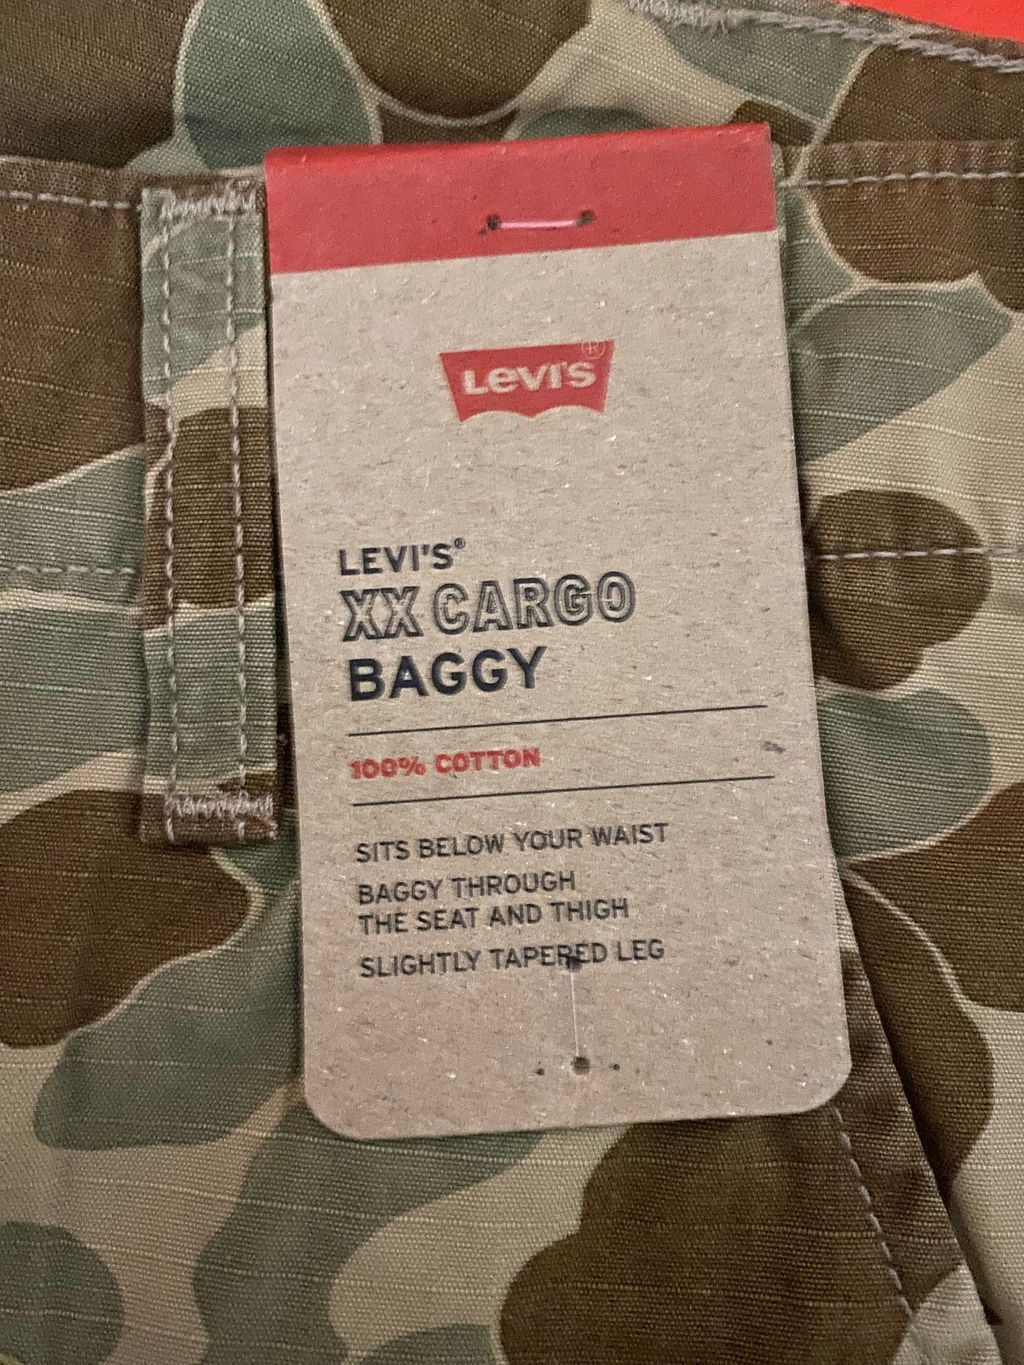 Levi's®
LEVI'S®
XX CARGO
BAGGY
100% COTTON
SITS BELOW YOUR WAIST
BAGGY THROUGH
THE SEAT AND THIGH
SLIGHTLY TAPERED LEG